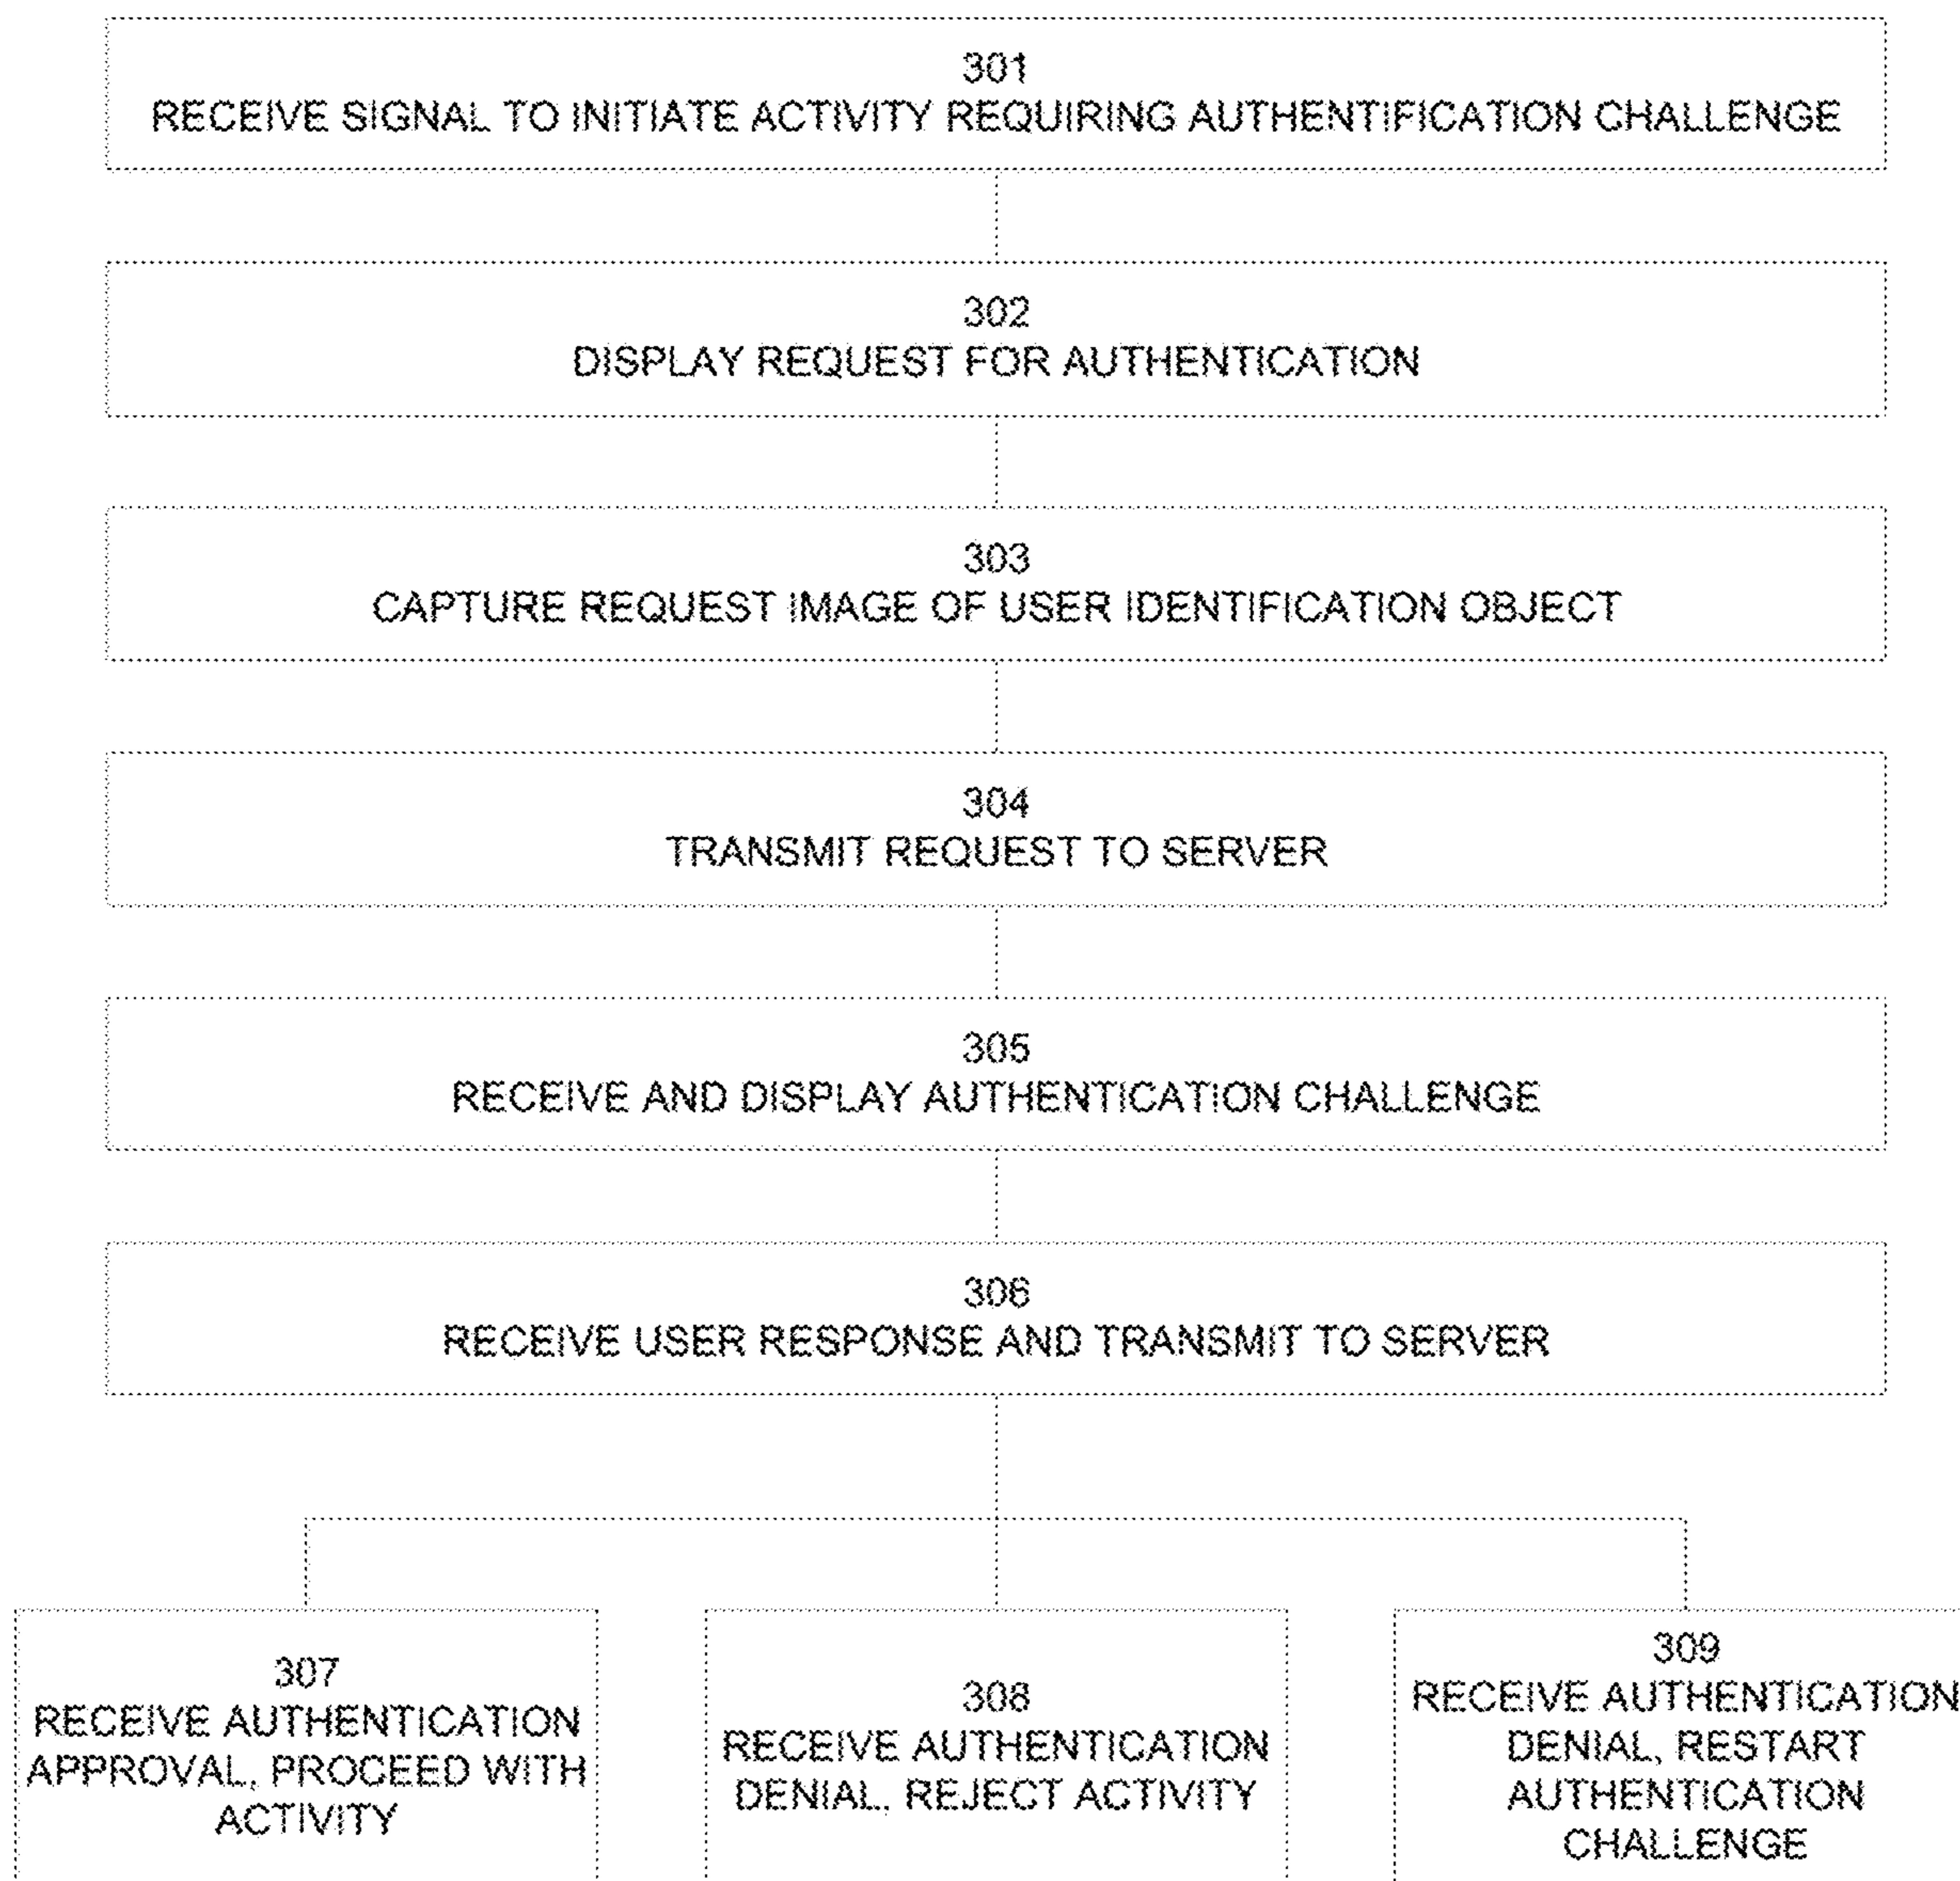 301
RECEIVE SIGNAL TO INITIATE ACTIVITY REQUIRING AUTHENTIFICATION CHALLENGE
302
DISPLAY REQUEST FOR AUTHENTICATION
303
CAPTURE REQUEST IMAGE OF USER IDENTIFICATION OBJECT
304
TRANSMIT REQUEST TO SERVER
305
RECEIVE AND DISPLAY AUTHENTICATION CHALLENGE
306
RECEIVE USER RESPONSE AND TRANSMIT TO SERVER
307
RECEIVE AUTHENTICATION
APPROVAL, PROCEED WITH
ACTIVITY
308
RECEIVE AUTHENTICATION
DENIAL, REJECT ACTIVITY
309
RECEIVE AUTHENTICATION
DENIAL, RESTART
AUTHENTICATION
CHALLENGE